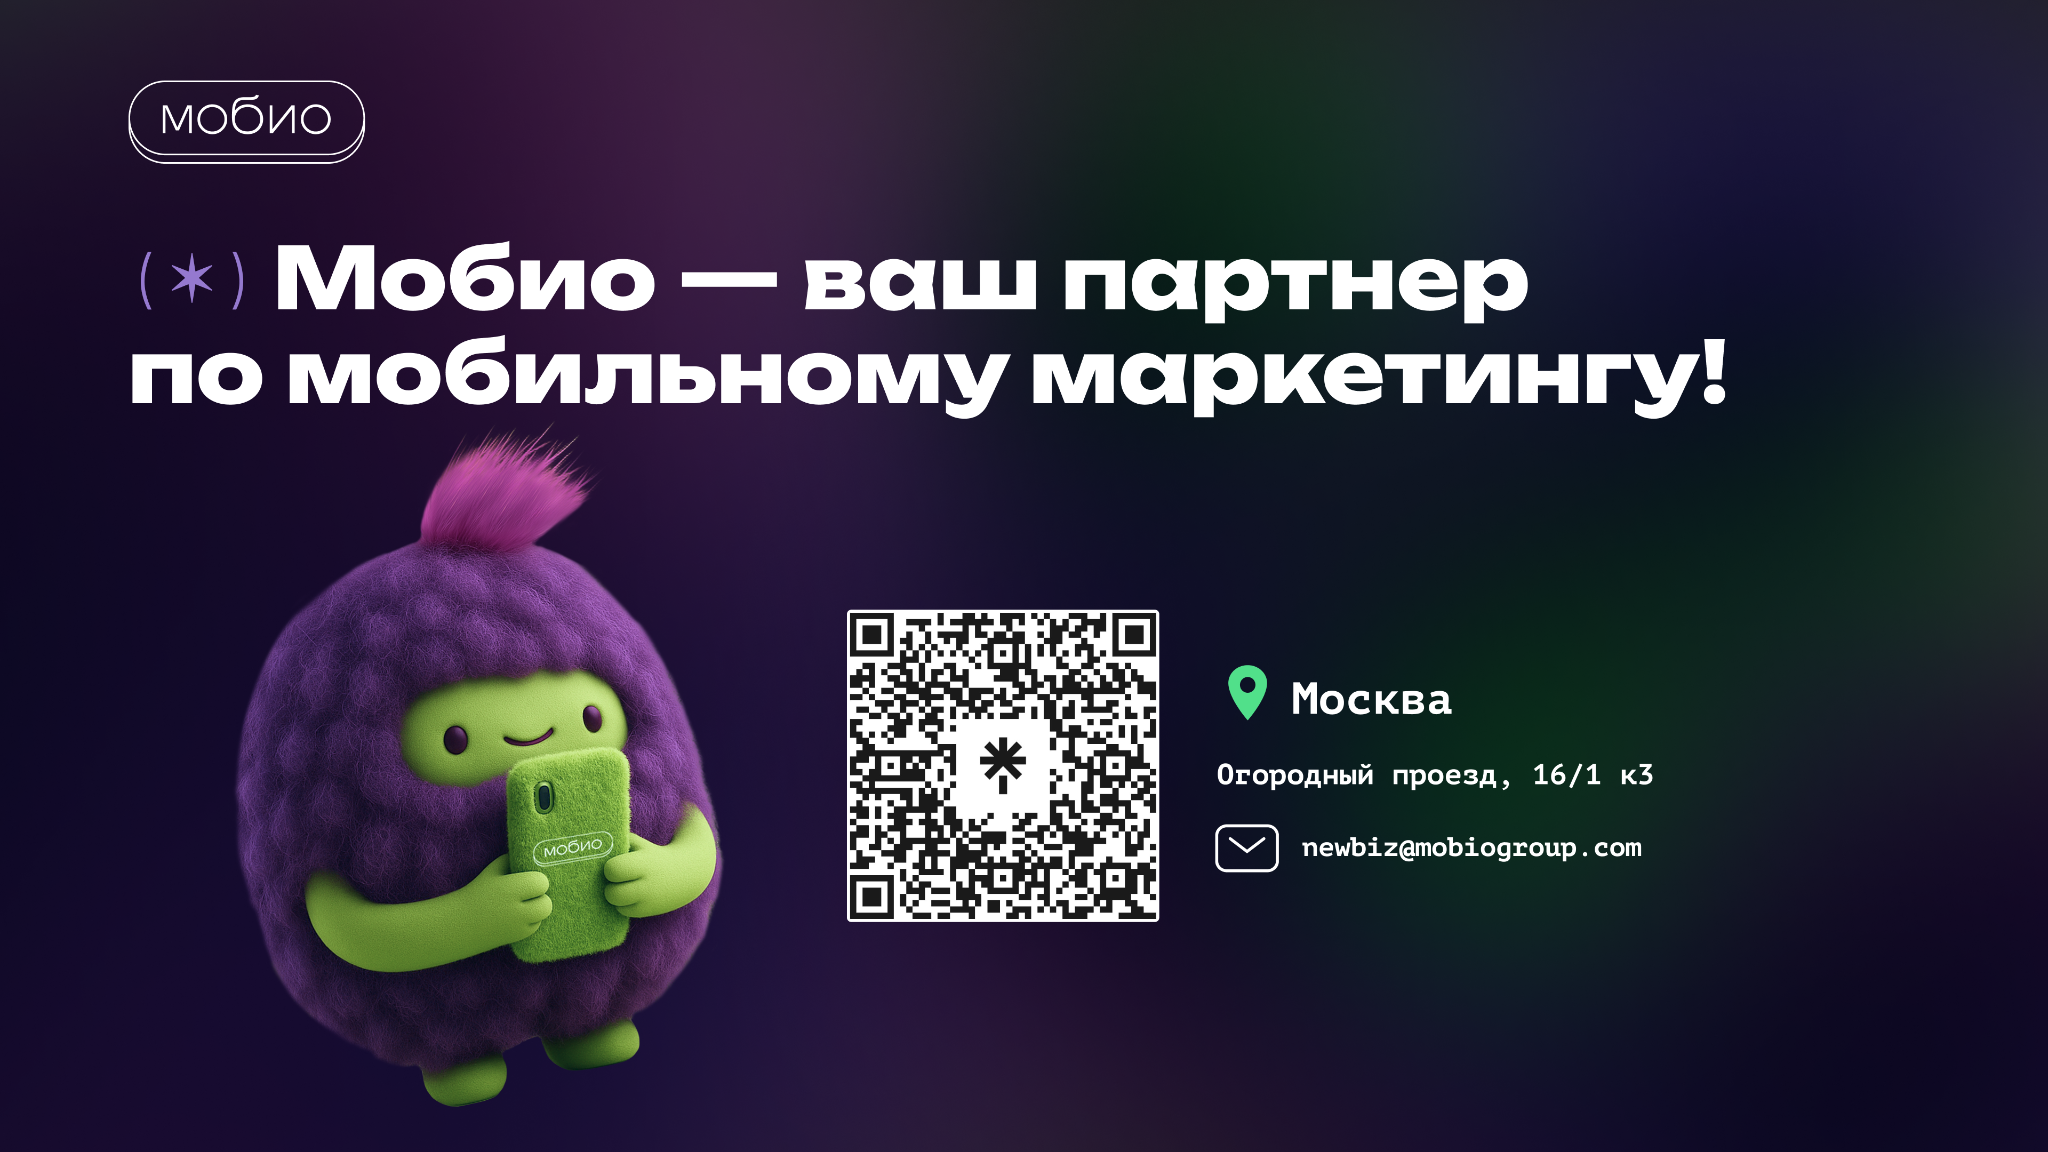 мобио
(✶) Мобио — ваш партнер
по мобильному маркетингу!
мобио
Москва
Огородный проезд, 16/1 к3
newbiz@mobiogroup.com